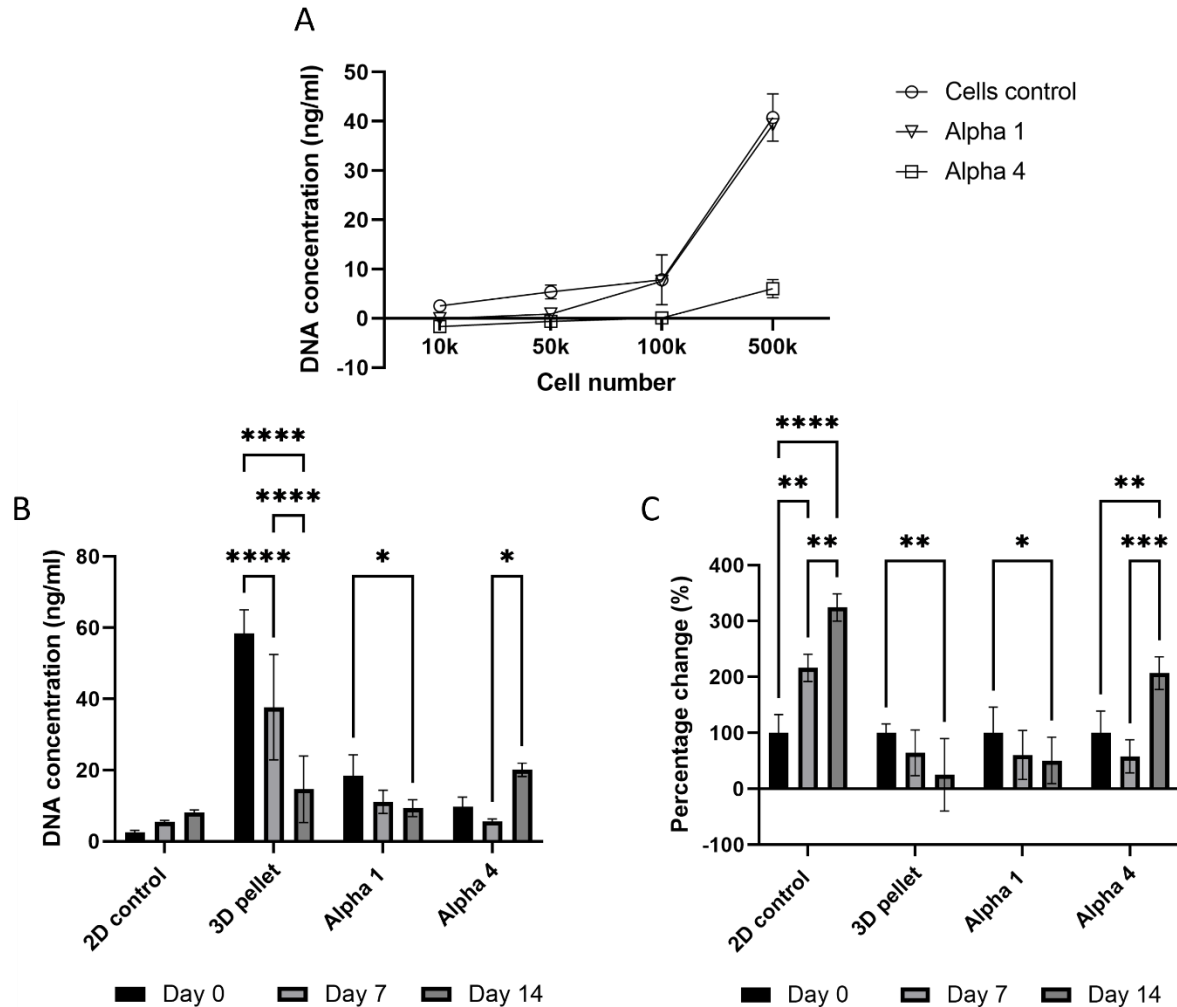 A
DNA concentration (ng/ml)
50
40
30
20
10
0
-10
10k 50k 100k 500k
Cell number
Cells control
Alpha 1
Alpha 4
B
DNA concentration (ng/ml)
80
60
40
20
0
**** 
****
****
*
*
2D control
3D pellet
Alpha 1
Alpha 4
Day 0 Day 7 Day 14
C
Percentage change (%)
400
300
200
100
0
-100
****
**
**
**
*
**
***
2D control
3D pellet
Alpha 1
Alpha 4
Day 0 Day 7 Day 14